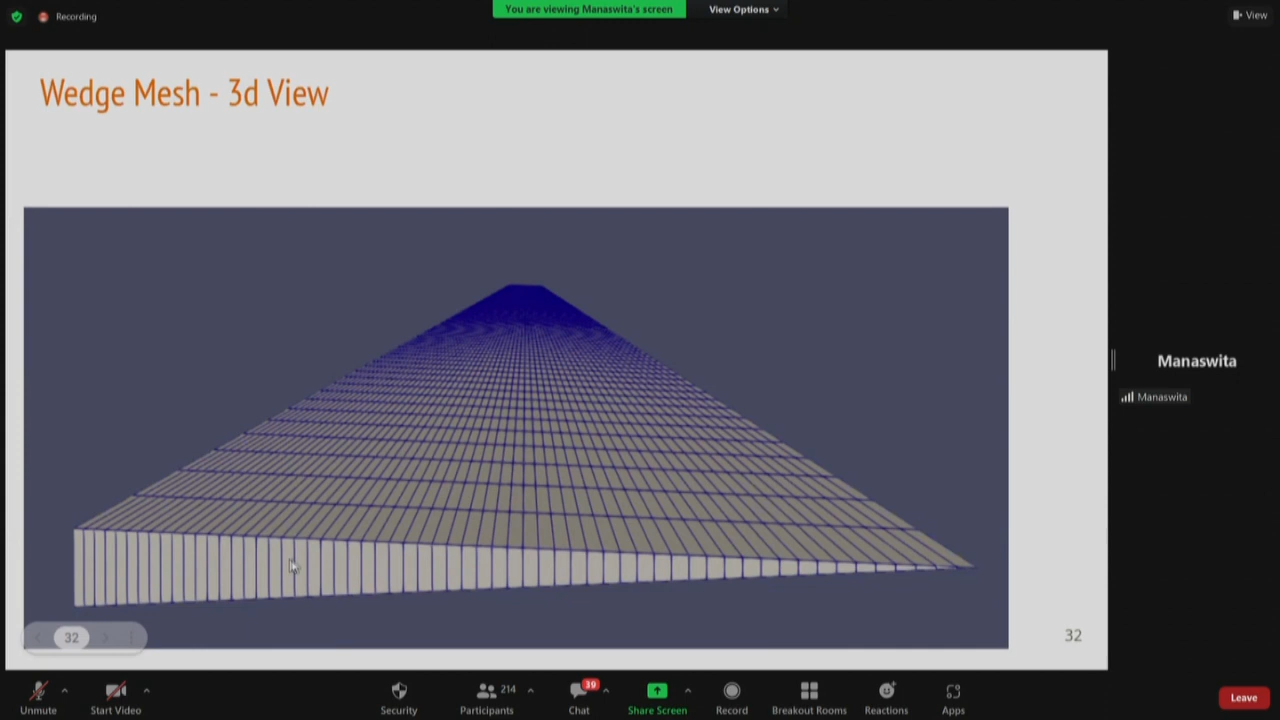 Recording
You are viewing Manaswita's screen
View Options
View
Wedge Mesh - 3d View
Manaswita
Manaswita
32
32
Unmute
Start Video
Security
214
Participants
39
Chat
Share Screen
Record
Breakout Rooms
Reactions
Apps
Leave